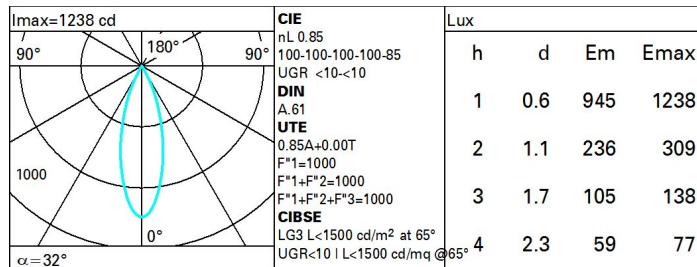 Imax=1238 cd
90°
180°
90°
1000
0°
α=32°
CIE
nL 0.85
100-100-100-100-85
UGR <10-<10
DIN
A.61
UTE
0.85A+0.00T
F"1=1000
F"1+F"2=1000
F"1+F"2+F"3=1000
CIBSE
LG3 L<1500 cd/m² at 65°
UGR<10 | L<1500 cd/mq @65°
Lux
h d Em Emax
1 0.6 945 1238
2 1.1 236 309
3 1.7 105 138
4 2.3 59 77